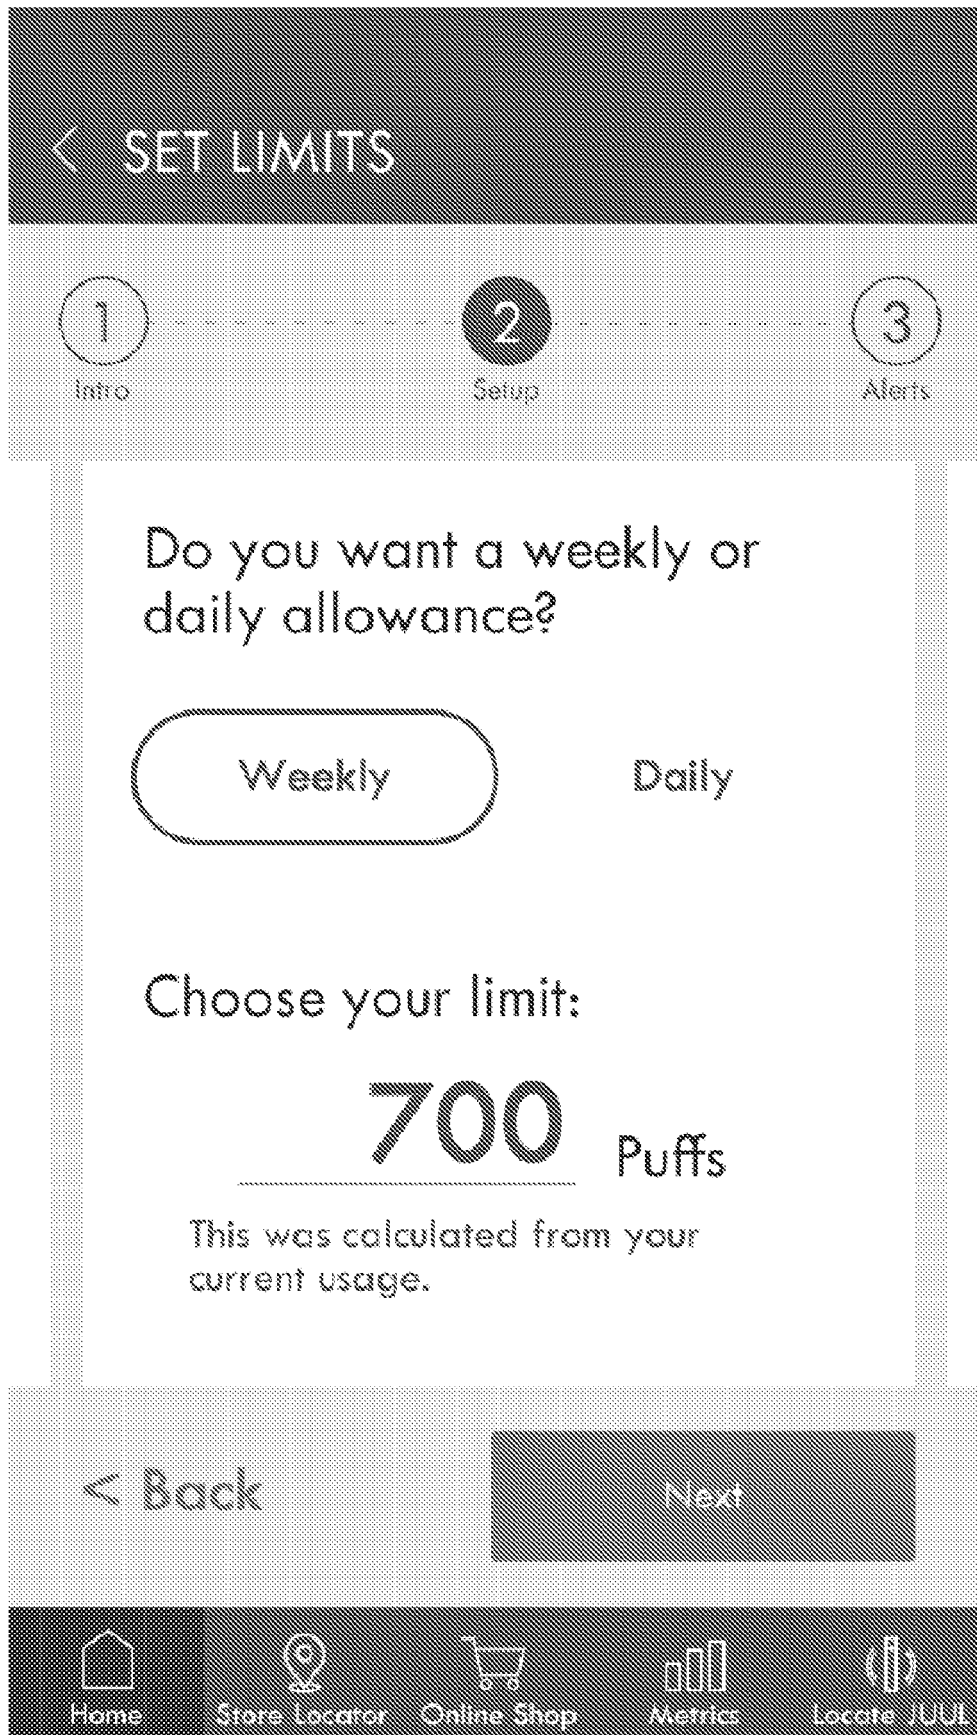 < SET LIMITS
1 2 3
Intro Setup Alerts
Do you want a weekly or
daily allowance?
Weekly Daily
Choose your limit:
700 Puffs
This was calculated from your
current usage.
< Back Next
Home Store Locator Online Shop Metrics Locate JUUL